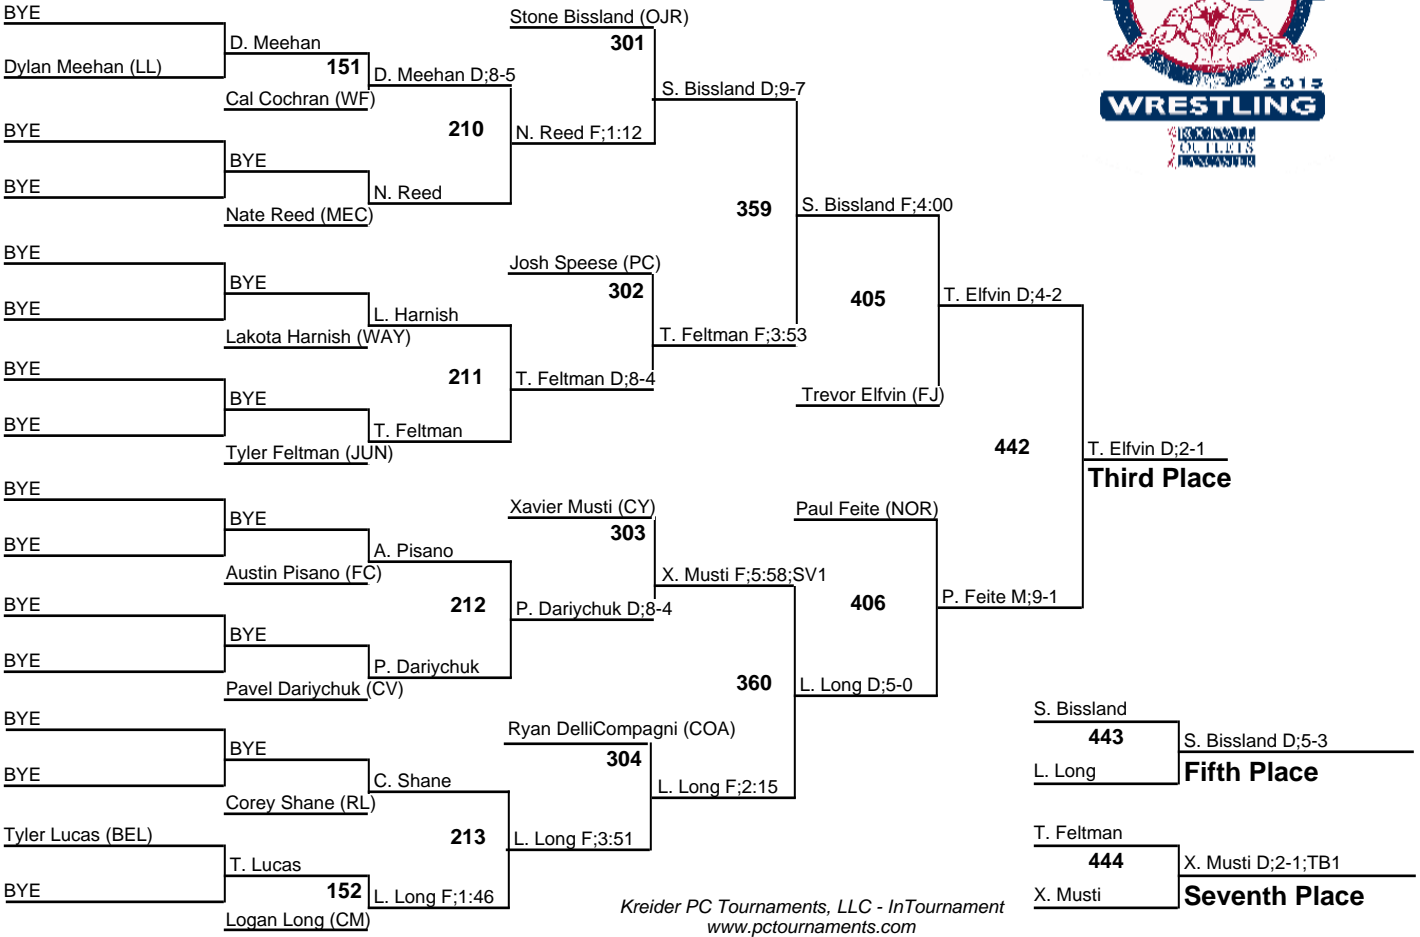 BYE
Dylan Meehan (LL)
D. Meehan
151
Cal Cochran (WF)
D. Meehan D;8-5
BYE
BYE
BYE
Nate Reed (MEC)
N. Reed
210
N. Reed F;1:12
Stone Bissland (OJR)
301
S. Bissland D;9-7
BYE
BYE
BYE
Lakota Harnish (WAY)
L. Harnish
BYE
BYE
BYE
Tyler Feltman (JUN)
T. Feltman
211
T. Feltman D;8-4
Josh Speese (PC)
302
T. Feltman F;3:53
359
S. Bissland F;4:00
405
Trevor Elfvin (FJ)
T. Elfvin D;4-2
BYE
BYE
BYE
Austin Pisano (FC)
A. Pisano
BYE
BYE
BYE
Pavel Dariychuk (CV)
P. Dariychuk
212
P. Dariychuk D;8-4
Xavier Musti (CY)
303
X. Musti F;5:58;SV1
BYE
BYE
BYE
Corey Shane (RL)
C. Shane
Tyler Lucas (BEL)
BYE
T. Lucas
152
Logan Long (CM)
L. Long F;1:46
213
L. Long F;3:51
Ryan DelliCompagni (COA)
304
L. Long F;2:15
360
L. Long D;5-0
Paul Feite (NOR)
406
P. Feite M;9-1
442
T. Elfvin D;2-1
Third Place
S. Bissland
443
L. Long
S. Bissland D;5-3
Fifth Place
T. Feltman
444
X. Musti
X. Musti D;2-1;TB1
Seventh Place
2015
WRESTLING
ROCKVALE
OUTLETS
LANCASTER
Kreider PC Tournaments, LLC - InTournament
www.pctournaments.com